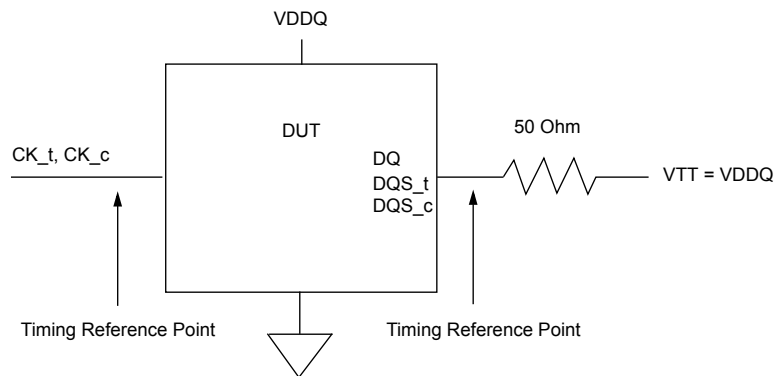 VDDQ
DUT
50 Ohm
CK_t, CK_c
DQ
DQS_t
DQS_c
VTT = VDDQ
Timing Reference Point
Timing Reference Point